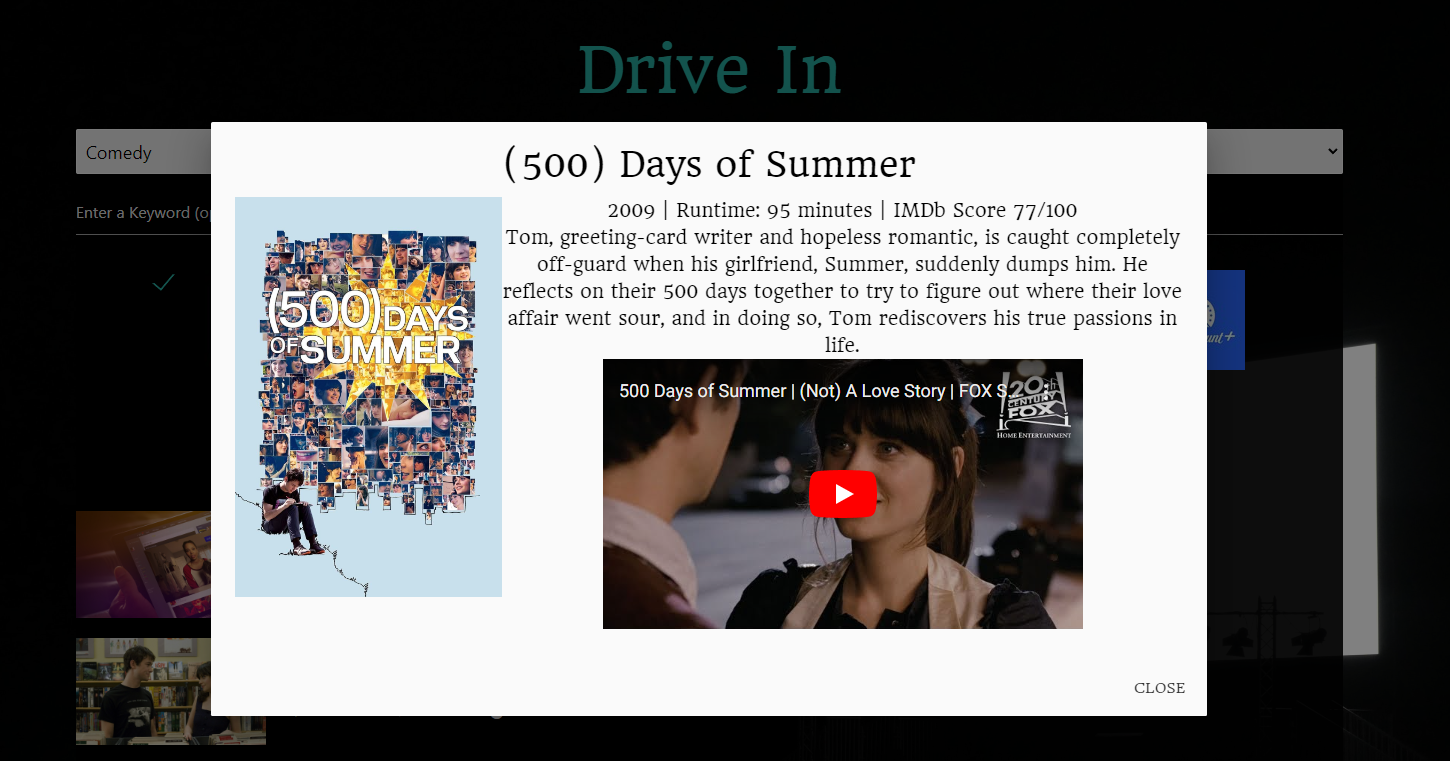 Drive In
Comedy
Enter a Keyword (op
(500) Days of Summer
2009 | Runtime: 95 minutes | IMDb Score 77/100
Tom, greeting-card writer and hopeless romantic, is caught completely
off-guard when his girlfriend, Summer, suddenly dumps him. He
reflects on their 500 days together to try to figure out where their love
affair went sour, and in doing so, Tom rediscovers his true passions in
life.
(500) DAYS
OF SUMMER
500 Days of Summer | (Not) A Love Story | FOX S...
20th
CENTURY
FOX
HOME ENTERTAINMENT
unt+
CLOSE